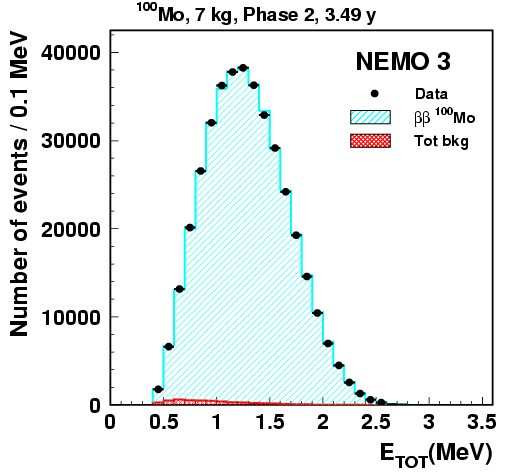 ¹⁰⁰Mo, 7 kg, Phase 2, 3.49 y
Number of events / 0.1 MeV
40000
30000
20000
10000
0
NEMO 3
Data
ββ ¹⁰⁰Mo
Tot bkg
0 0.5 1 1.5 2 2.5 3 3.5
E_TOT(MeV)